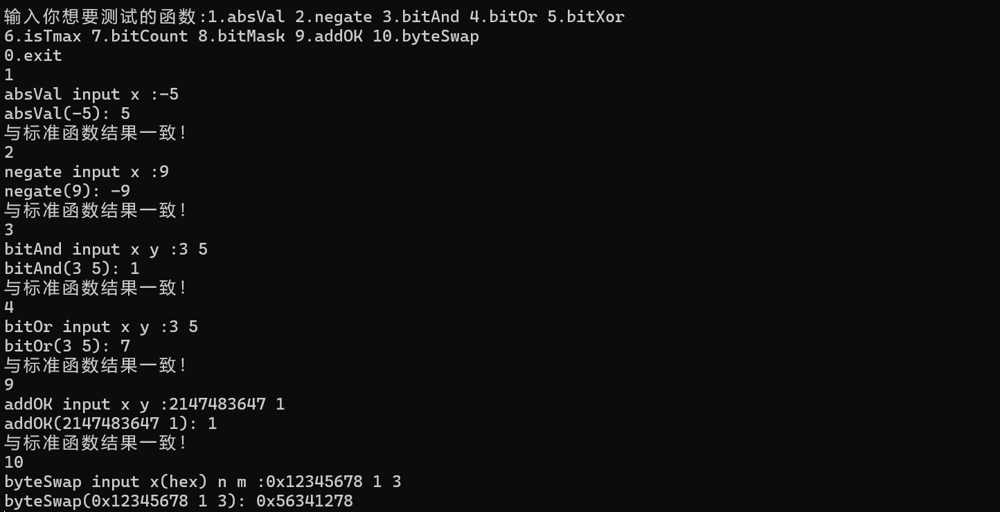 输入你想要测试的函数:1.absVal 2.negate 3.bitAnd 4.bitOr 5.bitXor
6.isTmax 7.bitCount 8.bitMask 9.addOK 10.byteSwap
0.exit
1
absVal input x :-5
absVal(-5): 5
与标准函数结果一致!
2
negate input x :9
negate(9): -9
与标准函数结果一致!
3
bitAnd input x y :3 5
bitAnd(3 5): 1
与标准函数结果一致!
4
bitOr input x y :3 5
bitOr(3 5): 7
与标准函数结果一致!
9
addOK input x y :2147483647 1
addOK(2147483647 1): 1
与标准函数结果一致!
10
byteSwap input x(hex) n m :0x12345678 1 3
byteSwap(0x12345678 1 3): 0x56341278